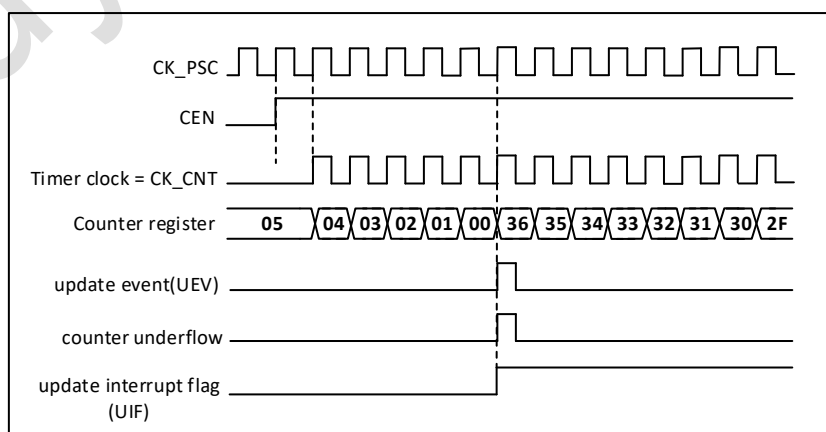 CK_PSC
CEN
Timer clock = CK_CNT
Counter register 05 04 03 02 01 00 36 35 34 33 32 31 30 2F
update event(UEV)
counter underflow
update interrupt flag
(UIF)